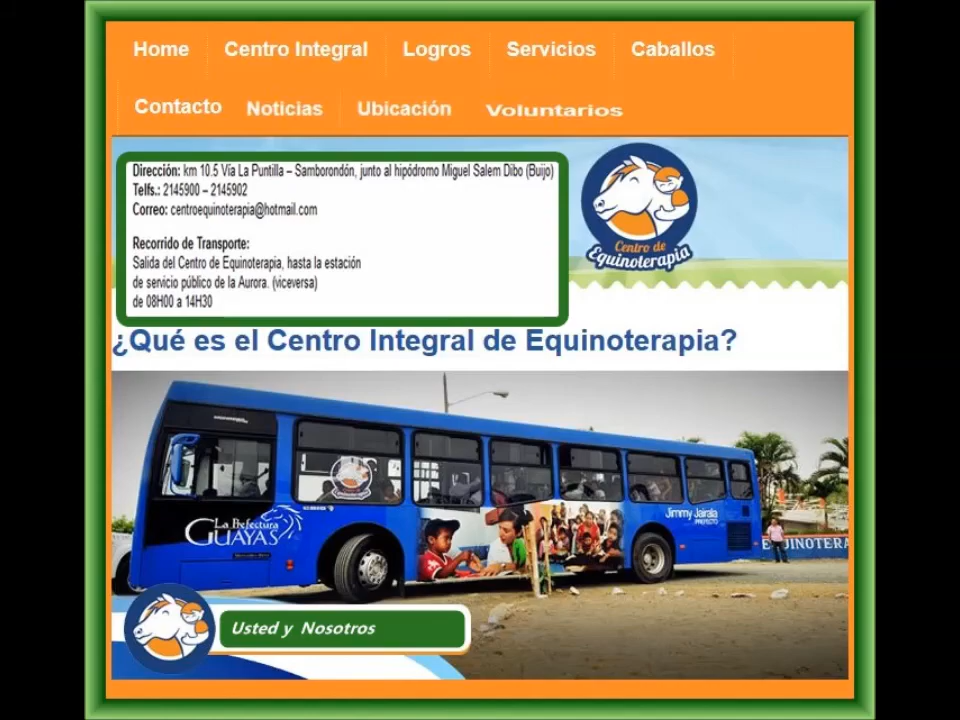 Home Centro Integral Logros Servicios Caballos
Contacto Noticias Ubicación Voluntarios
Dirección: km 10.5 Vía La Puntilla – Samborondón, junto al hipódromo Miguel Salem Dibo (Buijo)
Telfs.: 2145900 – 2145902
Correo: centroequinoterapia@hotmail.com
Recorrido de Transporte:
Salida del Centro de Equinoterapia, hasta la estación
de servicio público de la Aurora. (viceversa)
de 08H00 a 14H30
Centro de
Equinoterapia
¿Qué es el Centro Integral de Equinoterapia?
La Prefectura
GUAYAS
Jimmy Jairala
PREFECTO
EQUINOTERA
Usted y Nosotros